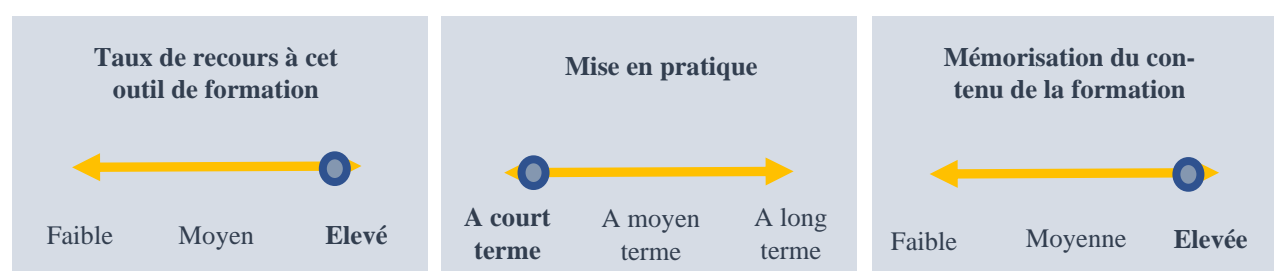 Taux de recours à cet
outil de formation
Faible Moyen Elevé
Mise en pratique
A court
terme
A moyen
terme
A long
terme
Mémorisation du con-
tenu de la formation
Faible Moyenne Elevée